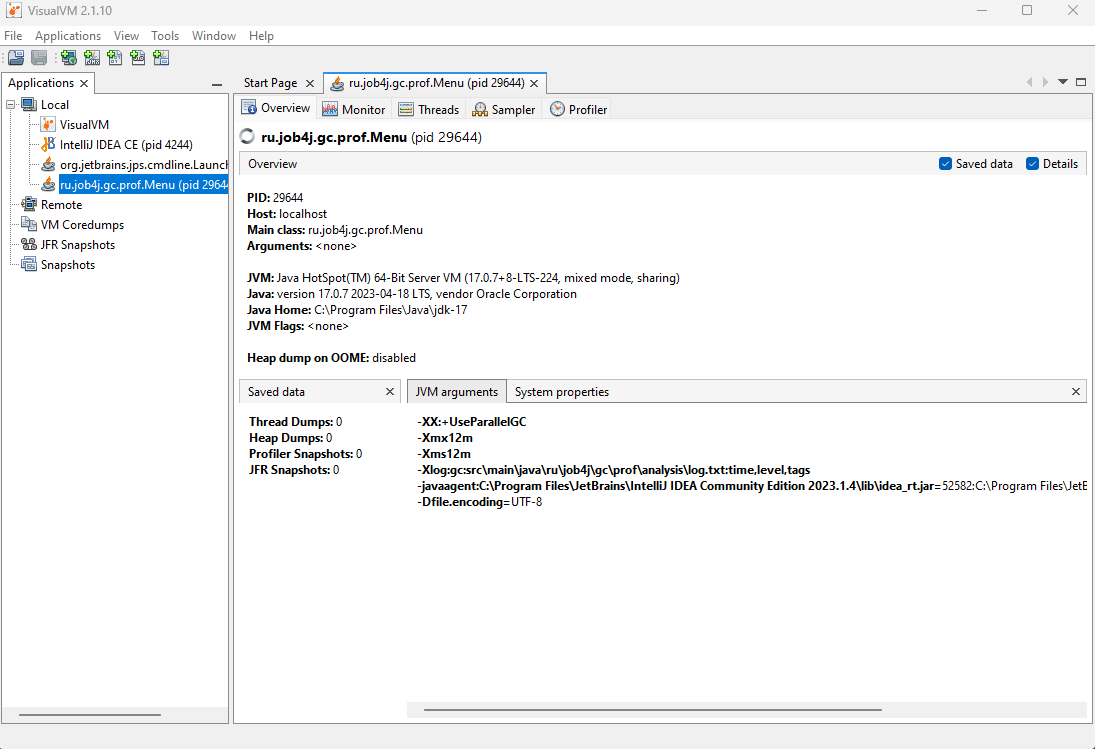 VisualVM 2.1.10
File Applications View Tools Window Help
Applications
Local
VisualVM
IntelliJ IDEA CE (pid 4244)
org.jetbrains.jps.cmdline.Launch
ru.job4j.gc.prof.Menu (pid 29644
Remote
VM Coredumps
JFR Snapshots
Snapshots
Start Page ru.job4j.gc.prof.Menu (pid 29644)
Overview Monitor Threads Sampler Profiler
ru.job4j.gc.prof.Menu (pid 29644)
Overview Saved data Details
PID: 29644
Host: localhost
Main class: ru.job4j.gc.prof.Menu
Arguments: <none>
JVM: Java HotSpot(TM) 64-Bit Server VM (17.0.7+8-LTS-224, mixed mode, sharing)
Java: version 17.0.7 2023-04-18 LTS, vendor Oracle Corporation
Java Home: C:\Program Files\Java\jdk-17
JVM Flags: <none>
Heap dump on OOME: disabled
Saved data
Thread Dumps: 0
Heap Dumps: 0
Profiler Snapshots: 0
JFR Snapshots: 0
JVM arguments System properties
-XX:+UseParallelGC
-Xmx12m
-Xms12m
-Xlog:gc:src\main\java\ru\job4j\gc\prof\analysis\log.txt:time,level,tags
-javaagent:C:\Program Files\JetBrains\IntelliJ IDEA Community Edition 2023.1.4\lib\idea_rt.jar=52582:C:\Program Files\JetB
-Dfile.encoding=UTF-8